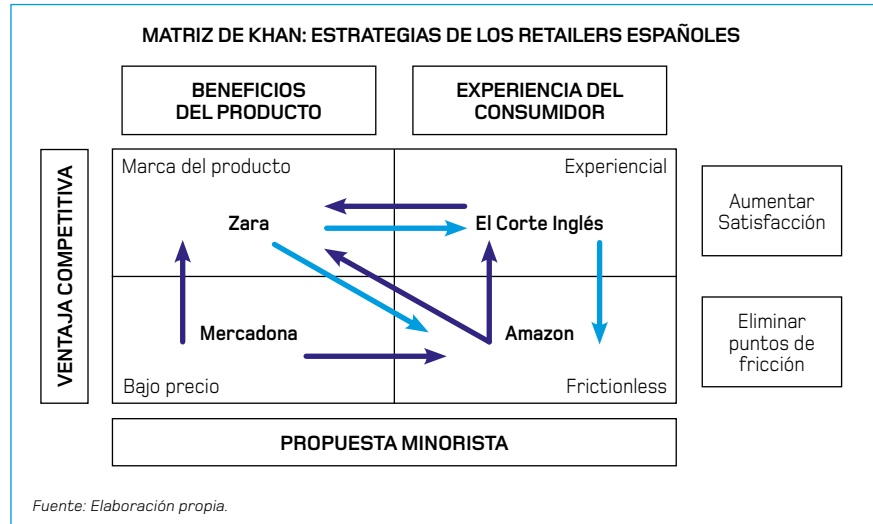 MATRIZ DE KHAN: ESTRATEGIAS DE LOS RETAILERS ESPAÑOLES
BENEFICIOS
DEL PRODUCTO
EXPERIENCIA DEL
CONSUMIDOR
VENTAJA COMPETITIVA
Marca del producto
Experiencial
Zara
El Corte Inglés
Aumentar
Satisfacción
Mercadona
Amazon
Bajo precio
Frictionless
Eliminar
puntos de
fricción
PROPUESTA MINORISTA
Fuente: Elaboración propia.